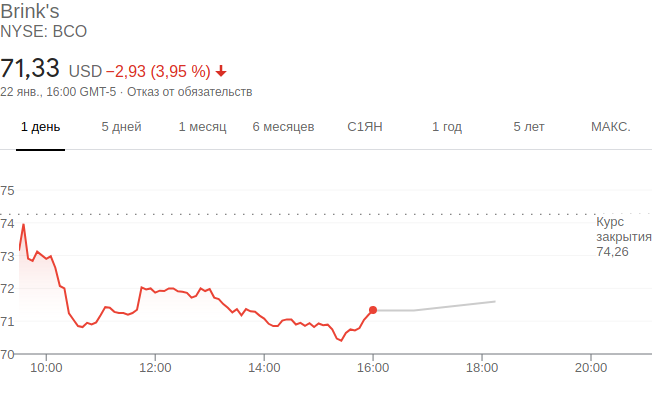 Brink's
NYSE: BCO
71,33 USD −2,93 (3,95 %)
22 янв., 16:00 GMT-5 · Отказ от обязательств
1 день 5 дней 1 месяц 6 месяцев С1ЯН 1 год 5 лет МАКС.
75
74
73
72
71
70
Курс
закрытия
74,26
10:00 12:00 14:00 16:00 18:00 20:00